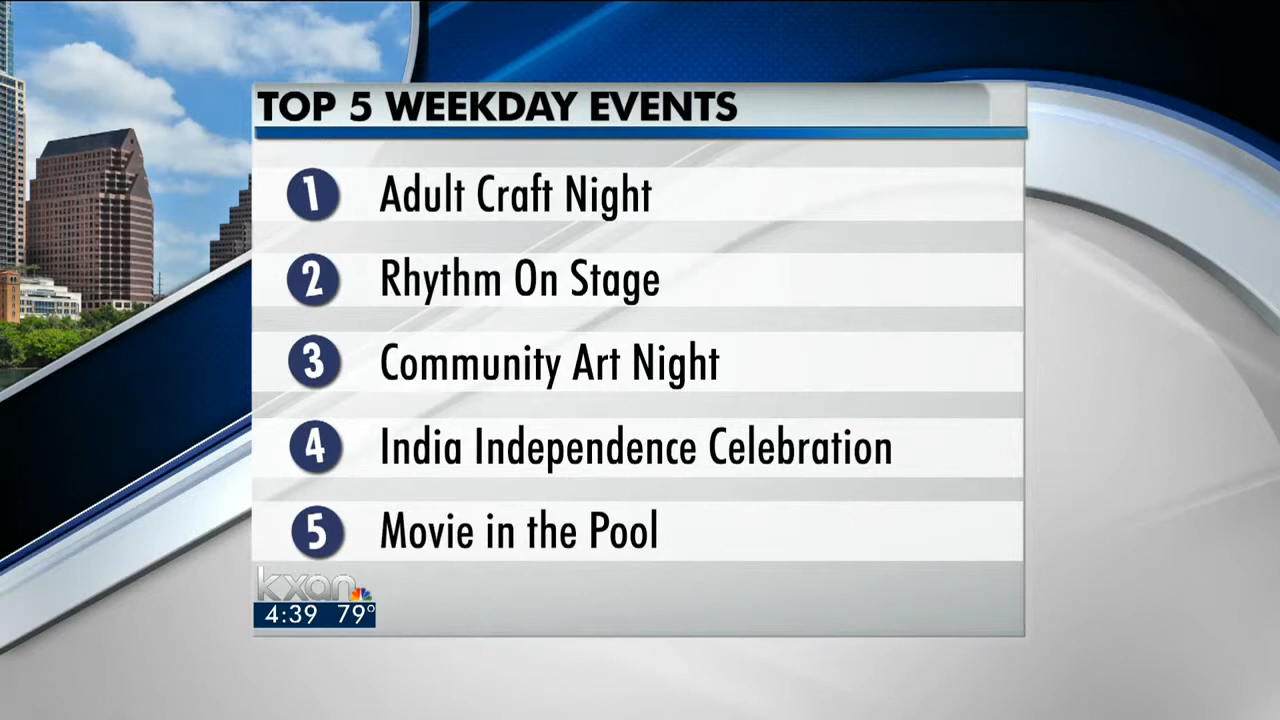 TOP 5 WEEKDAY EVENTS
1 Adult Craft Night
2 Rhythm On Stage
3 Community Art Night
4 India Independence Celebration
5 Movie in the Pool
kxan
4:39 79°